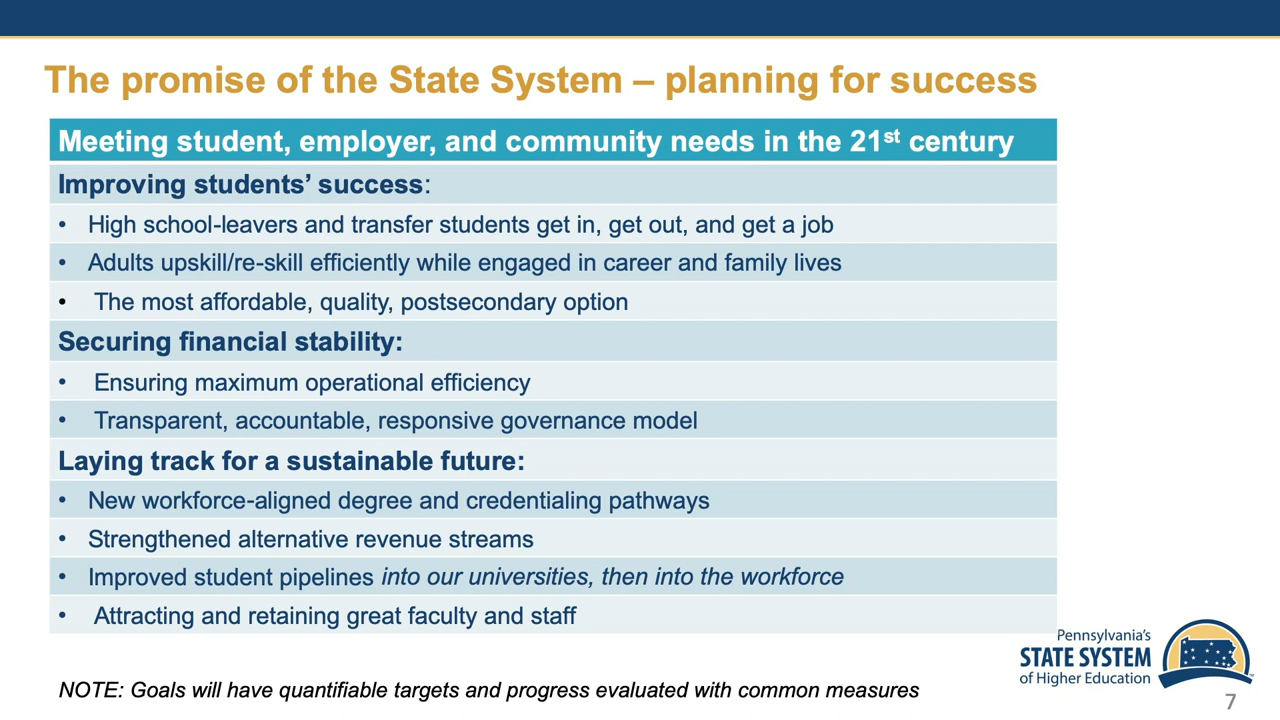 The promise of the State System – planning for success
Meeting student, employer, and community needs in the 21st century
Improving students’ success:
• High school-leavers and transfer students get in, get out, and get a job
• Adults upskill/re-skill efficiently while engaged in career and family lives
• The most affordable, quality, postsecondary option
Securing financial stability:
• Ensuring maximum operational efficiency
• Transparent, accountable, responsive governance model
Laying track for a sustainable future:
• New workforce-aligned degree and credentialing pathways
• Strengthened alternative revenue streams
• Improved student pipelines into our universities, then into the workforce
• Attracting and retaining great faculty and staff
Pennsylvania’s
STATE SYSTEM
of Higher Education
NOTE: Goals will have quantifiable targets and progress evaluated with common measures
7